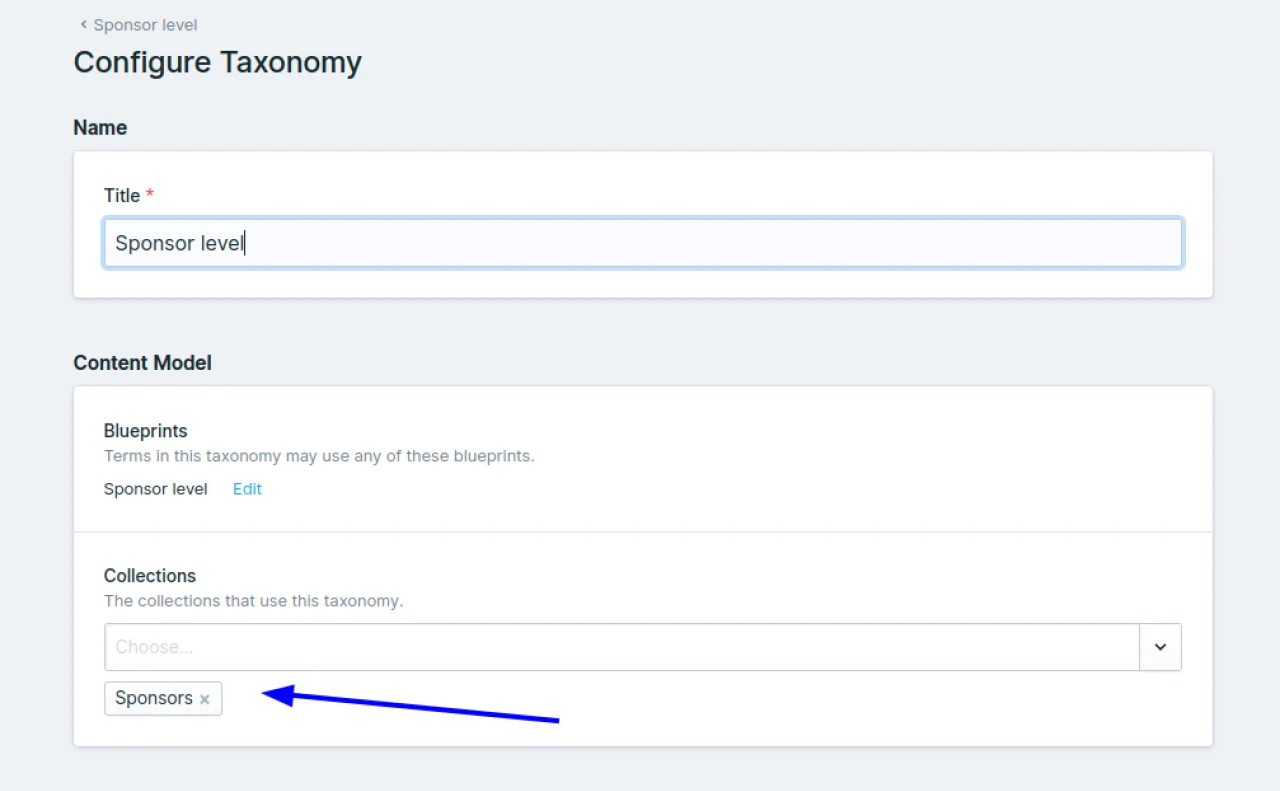 Sponsor level
Configure Taxonomy
Name
Title *
Sponsor level
Content Model
Blueprints
Terms in this taxonomy may use any of these blueprints.
Sponsor level Edit
Collections
The collections that use this taxonomy.
Choose...
Sponsors ×